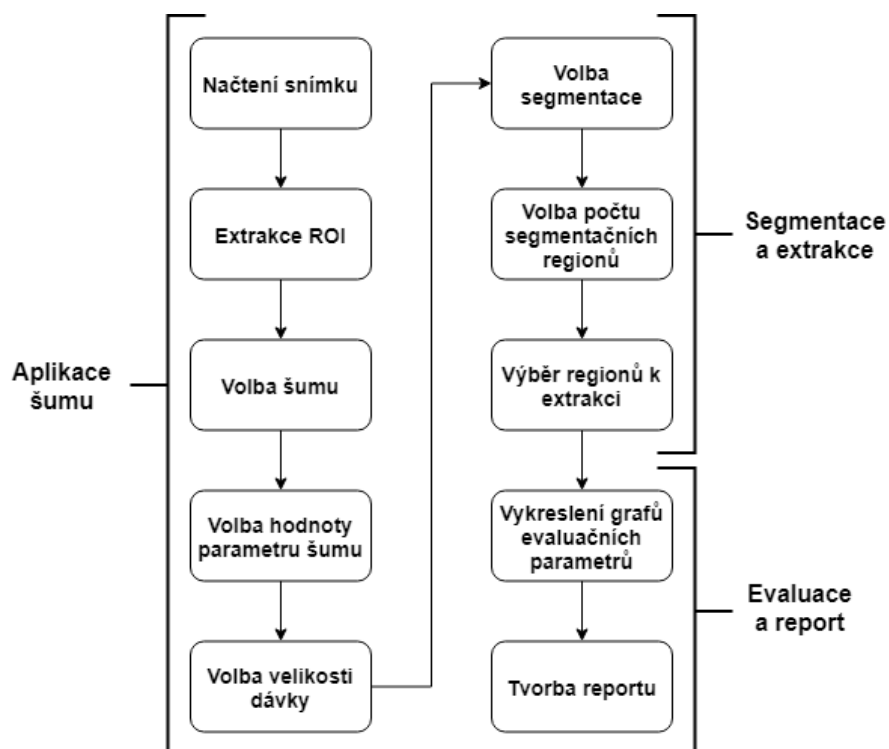 Aplikace
šumu
Načtení snímku
Extrakce ROI
Volba šumu
Volba hodnoty
parametru šumu
Volba velikosti
dávky
Volba
segmentace
Volba počtu
segmentačních
regionů
Výběr regionů k
extrakci
Vykreslení grafů
evaluačních
parametrů
Tvorba reportu
Segmentace
a extrakce
Evaluace
a report